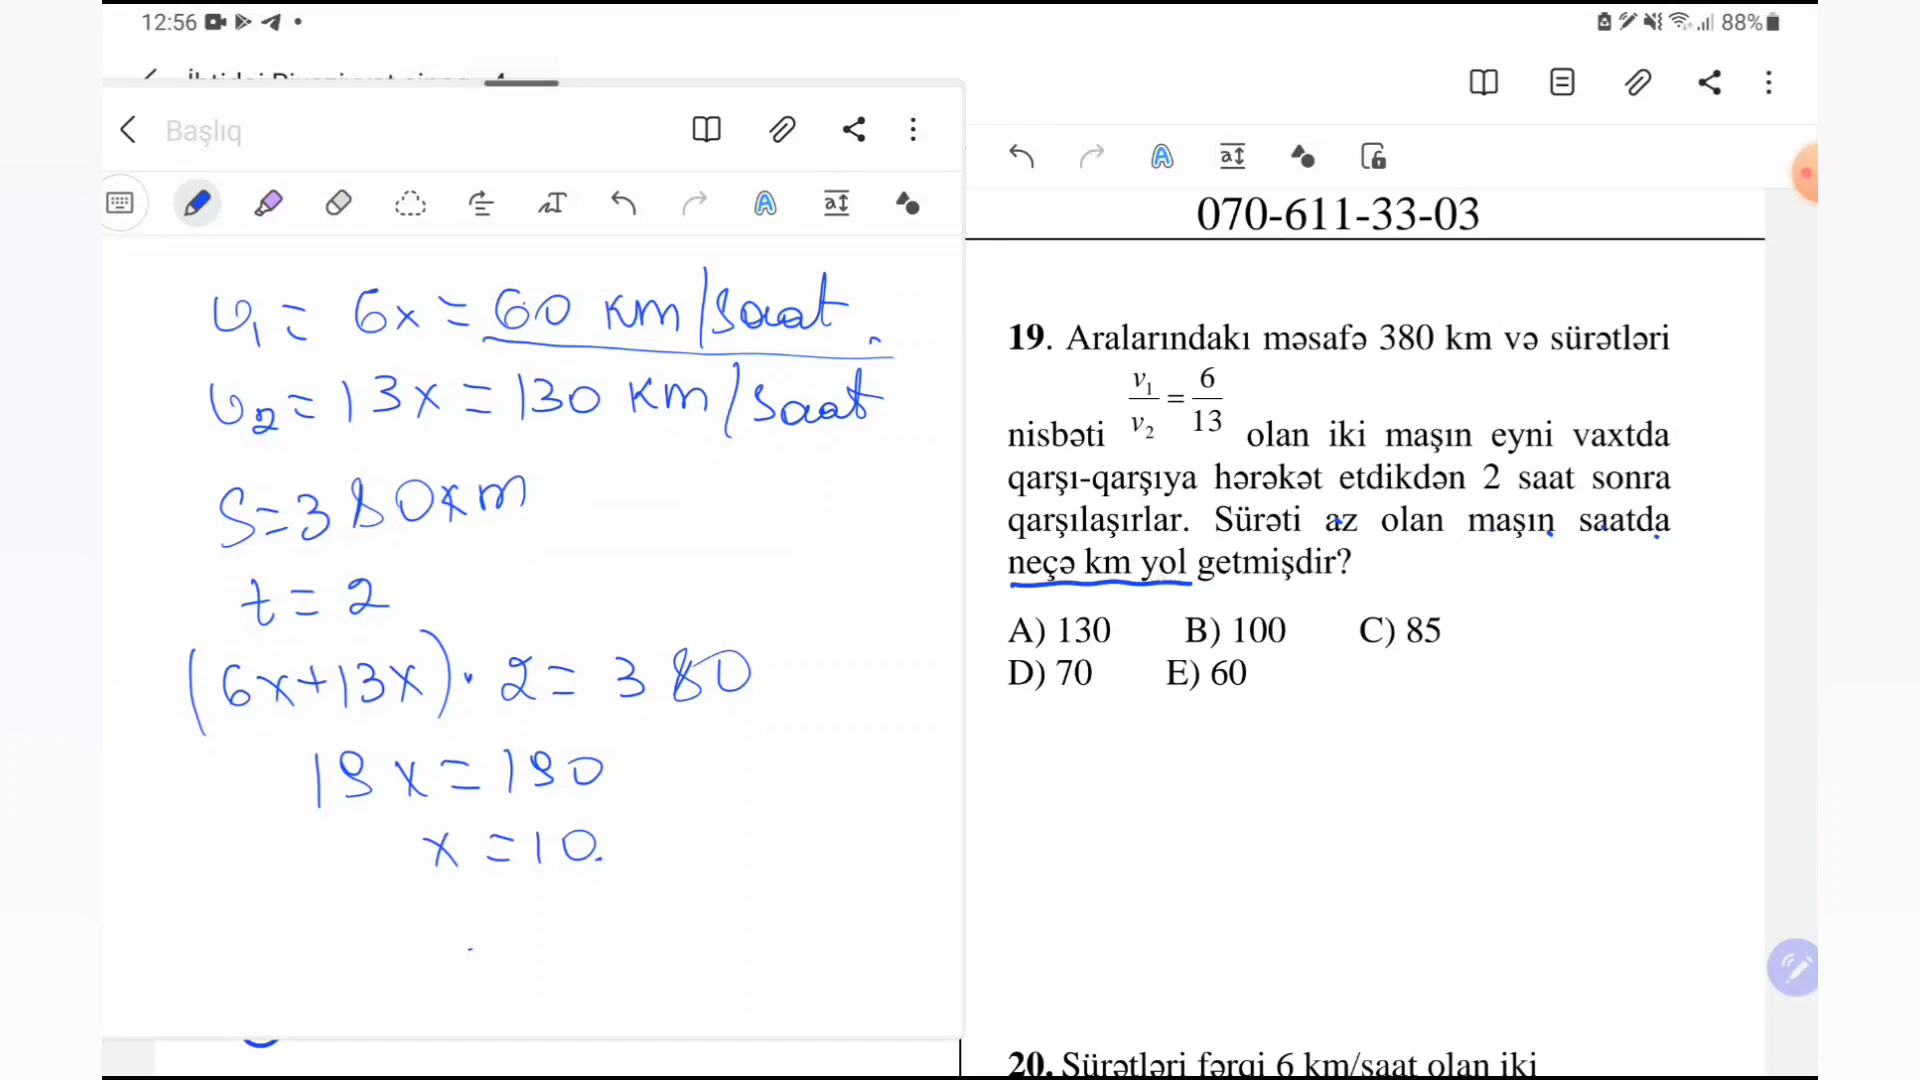 12:56
88%
Başlıq
υ₁ = 6x = 60 km/saat.
υ₂ = 13x = 130 km/saat
S = 380 km
t = 2
(6x+13x) · 2 = 380
19x = 190
x = 10.
070-611-33-03
19. Aralarındakı məsafə 380 km və sürətləri
nisbəti v₁/v₂ = 6/13 olan iki maşın eyni vaxtda
qarşı-qarşıya hərəkət etdikdən 2 saat sonra
qarşılaşırlar. Sürəti az olan maşın saatda
neçə km yol getmişdir?
A) 130 B) 100 C) 85
D) 70 E) 60
20. Sürətləri fərqi 6 km/saat olan iki